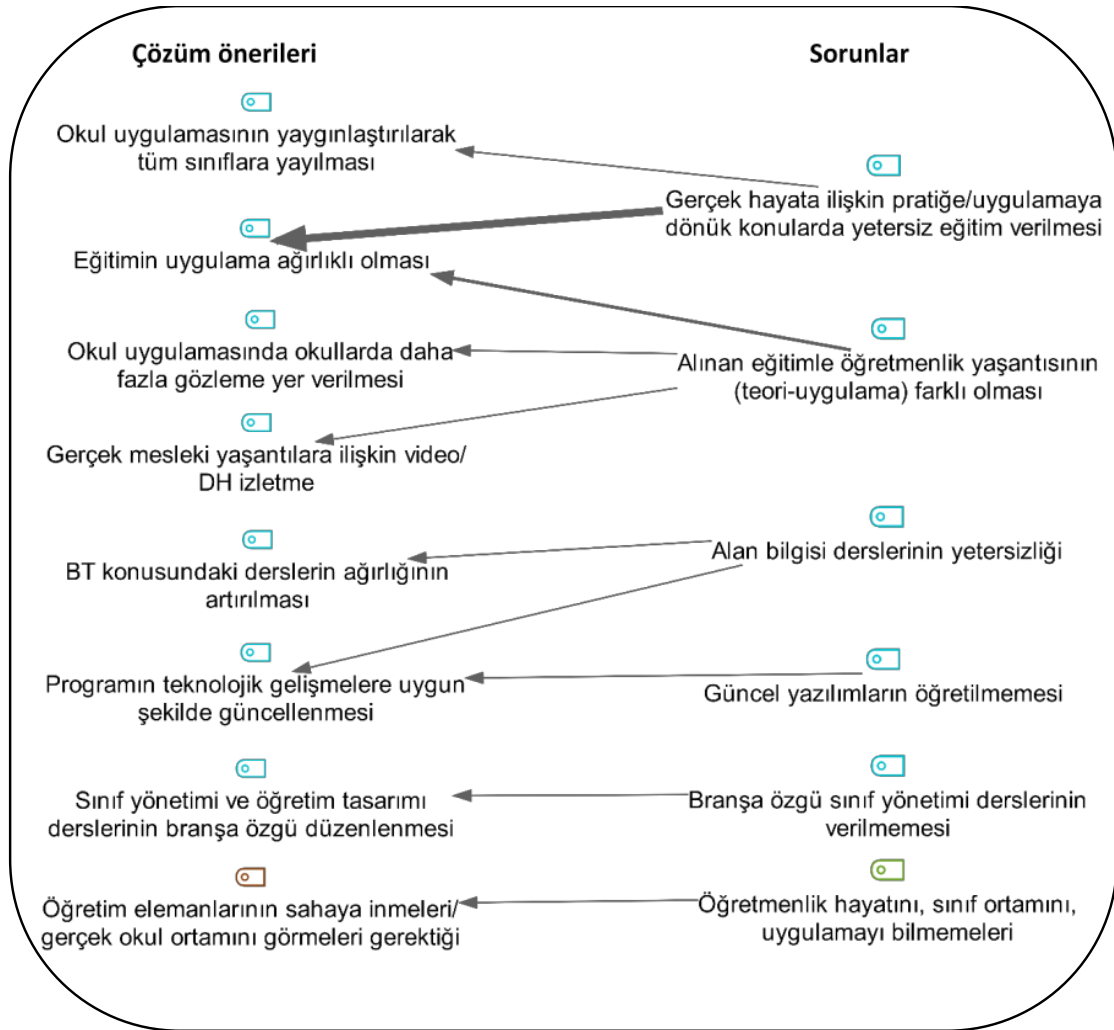 Çözüm önerileri
Okul uygulamasının yaygınlaştırılarak
tüm sınıflara yayılması
Eğitimin uygulama ağırlıklı olması
Okul uygulamasında okullarda daha
fazla gözleme yer verilmesi
Gerçek mesleki yaşantılara ilişkin video/
DH izletme
BT konusundaki derslerin ağırlığının
artırılması
Programın teknolojik gelişmelere uygun
şekilde güncellenmesi
Sınıf yönetimi ve öğretim tasarımı
derslerinin branşa özgü düzenlenmesi
Öğretim elemanlarının sahaya inmeleri/
gerçek okul ortamını görmeleri gerektiği
Sorunlar
Gerçek hayata ilişkin pratiğe/uygulamaya
dönük konularda yetersiz eğitim verilmesi
Alınan eğitimle öğretmenlik yaşantısının
(teori-uygulama) farklı olması
Alan bilgisi derslerinin yetersizliği
Güncel yazılımların öğretilmemesi
Branşa özgü sınıf yönetimi derslerinin
verilmemesi
Öğretmenlik hayatını, sınıf ortamını,
uygulamayı bilmemeleri